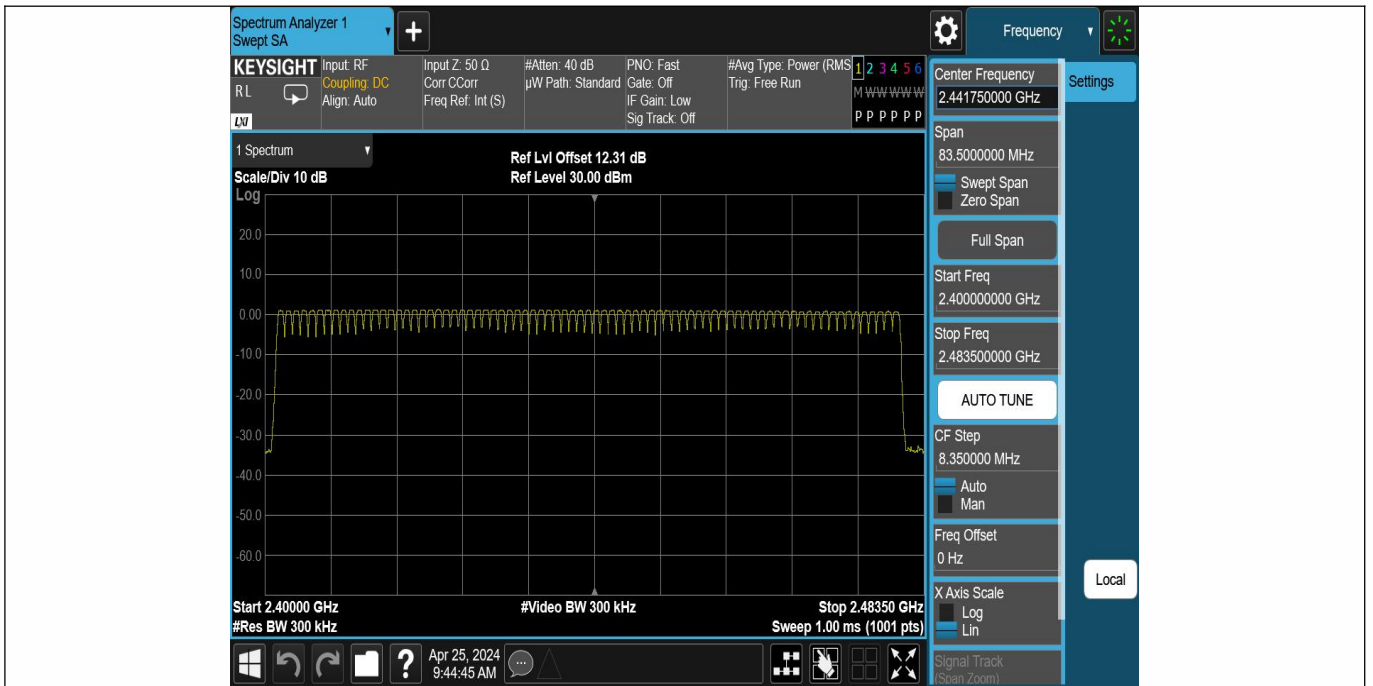 Spectrum Analyzer 1
Swept SA
+
Frequency
KEYSIGHT
RL
LXI
Input: RF
Coupling: DC
Align: Auto
Input Z: 50 Ω
Corr CCorr
Freq Ref: Int (S)
#Atten: 40 dB
µW Path: Standard
PNO: Fast
Gate: Off
IF Gain: Low
Sig Track: Off
#Avg Type: Power (RMS
Trig: Free Run
1 2 3 4 5 6
M W W W W W
P P P P P P
1 Spectrum
Scale/Div 10 dB
Ref Lvl Offset 12.31 dB
Ref Level 30.00 dBm
Log
20.0
10.0
0.00
-10.0
-20.0
-30.0
-40.0
-50.0
-60.0
Start 2.40000 GHz
#Res BW 300 kHz
#Video BW 300 kHz
Stop 2.48350 GHz
Sweep 1.00 ms (1001 pts)
Center Frequency
2.441750000 GHz
Settings
Span
83.5000000 MHz
Swept Span
Zero Span
Full Span
Start Freq
2.400000000 GHz
Stop Freq
2.483500000 GHz
AUTO TUNE
CF Step
8.350000 MHz
Auto
Man
Freq Offset
0 Hz
X Axis Scale
Log
Lin
Local
Signal Track
(Span Zoom)
?
Apr 25, 2024
9:44:45 AM